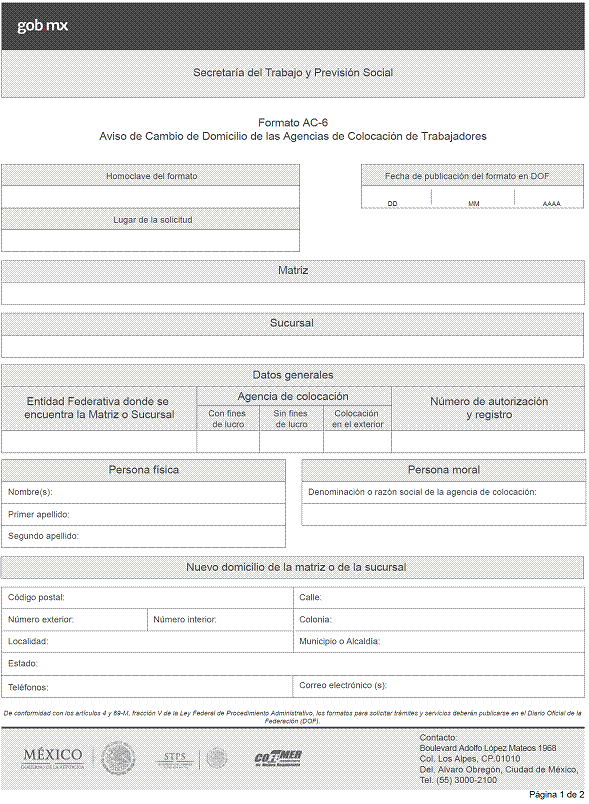 gob.mx
Secretaría del Trabajo y Previsión Social
Formato AC-6
Aviso de Cambio de Domicilio de las Agencias de Colocación de Trabajadores
Homoclave del formato
Fecha de publicación del formato en DOF
DD MM AAAA
Lugar de la solicitud
Matriz
Sucursal
Datos generales
Entidad Federativa donde se
encuentra la Matriz o Sucursal
Agencia de colocación
Con fines
de lucro
Sin fines
de lucro
Colocación
en el exterior
Número de autorización
y registro
Persona física
Nombre(s):
Primer apellido:
Segundo apellido:
Persona moral
Denominación o razón social de la agencia de colocación:
Nuevo domicilio de la matriz o de la sucursal
Código postal: Calle:
Número exterior: Número interior: Colonia:
Localidad: Municipio o Alcaldía:
Estado:
Teléfonos: Correo electrónico (s):
De conformidad con los artículos 4 y 69-M, fracción V de la Ley Federal de Procedimiento Administrativo, los formatos para solicitar trámites y servicios deberán publicarse en el Diario Oficial de la
Federación (DOF).
MÉXICO
GOBIERNO DE LA REPÚBLICA
STPS
COFEMER
Contacto:
Boulevard Adolfo López Mateos 1968
Col. Los Alpes, CP.01010
Del. Alvaro Obregón, Ciudad de México,
Tel. (55) 3000-2100
Página 1 de 2